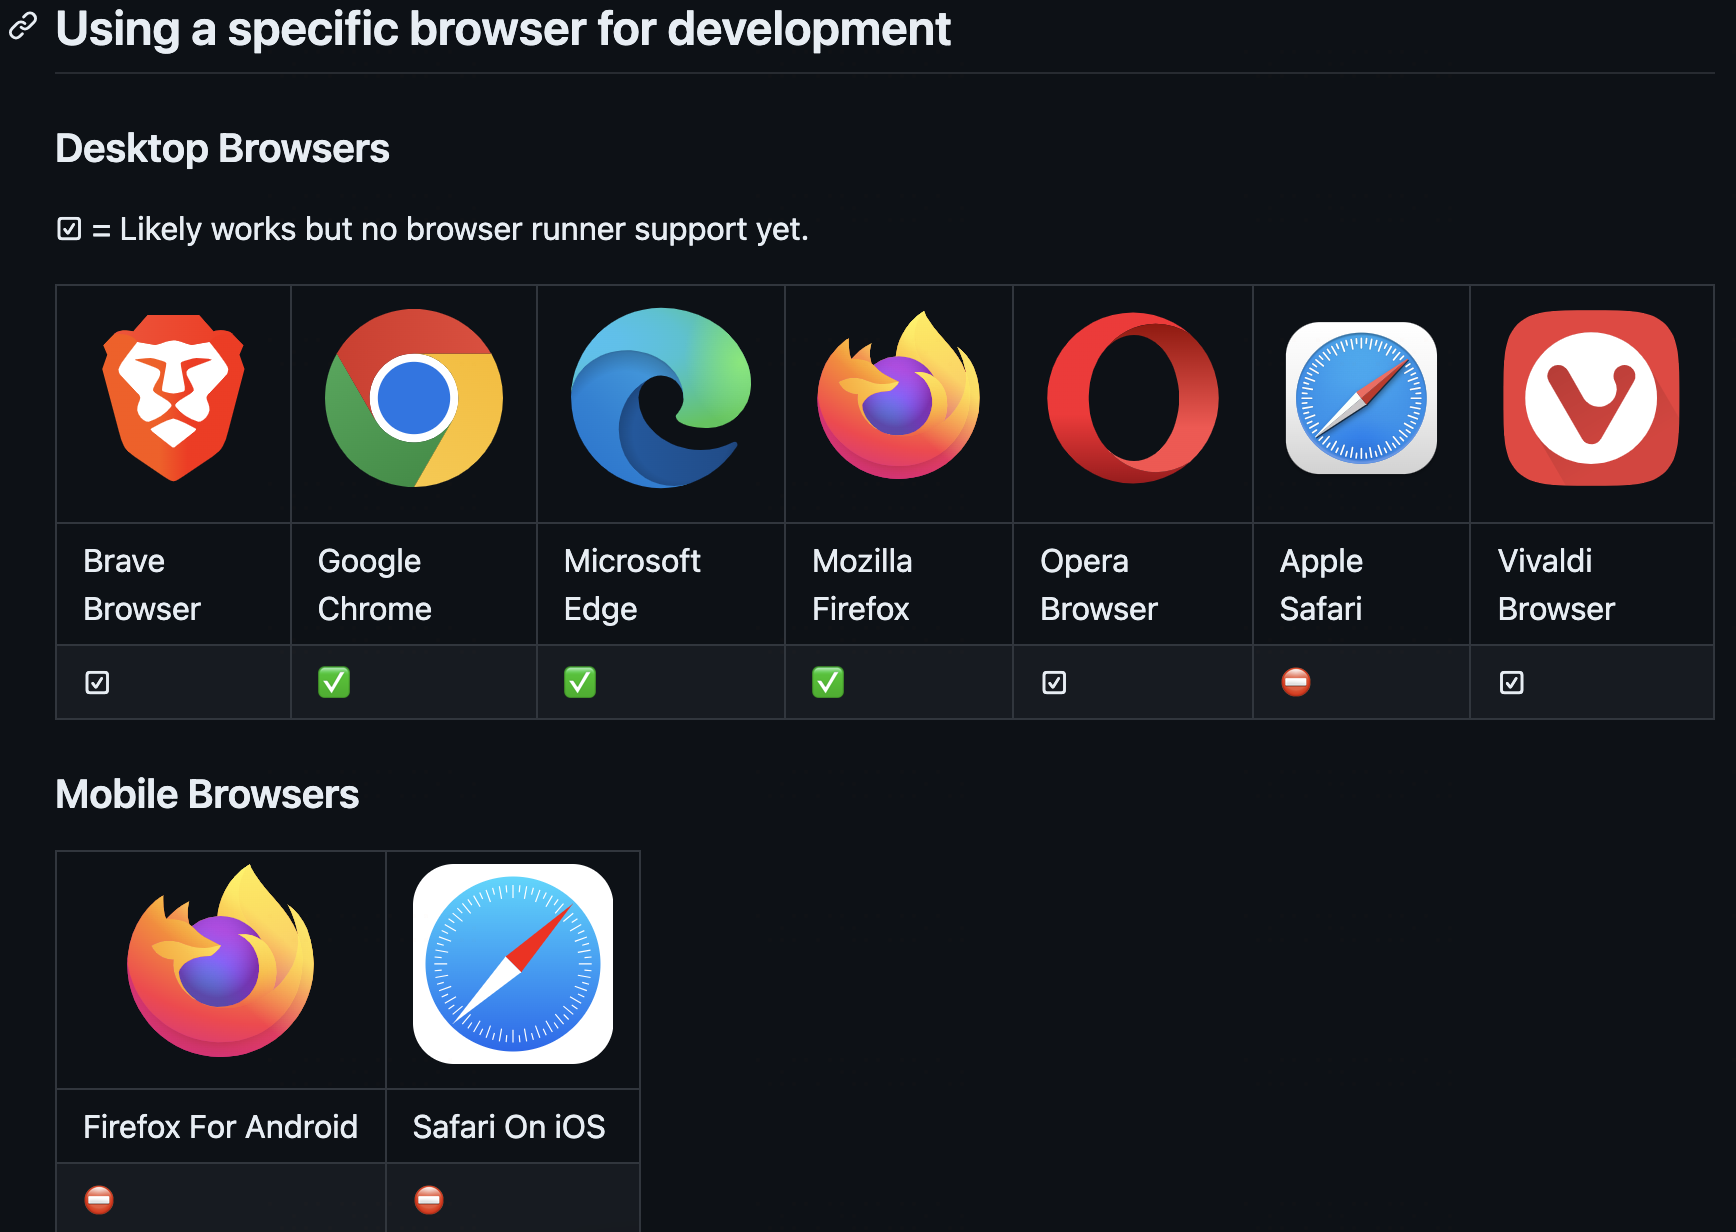 Using a specific browser for development
Desktop Browsers
☑ = Likely works but no browser runner support yet.
Brave Browser
Google Chrome
Microsoft Edge
Mozilla Firefox
Opera Browser
Apple Safari
Vivaldi Browser
☑ ✅ ✅ ✅ ☑ ⛔ ☑
Mobile Browsers
Firefox For Android
Safari On iOS
⛔ ⛔